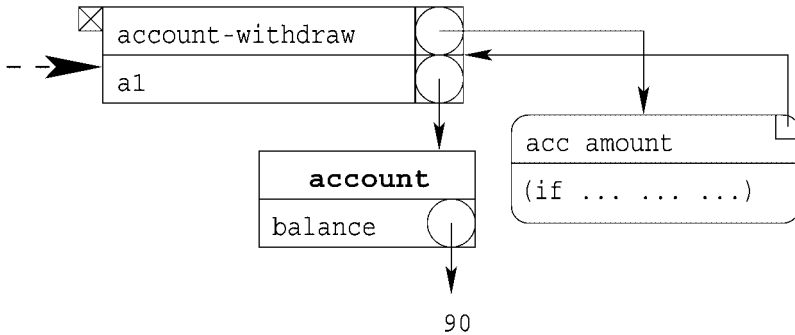 account-withdraw
a1
acc amount
(if ... ... ...)
account
balance
90